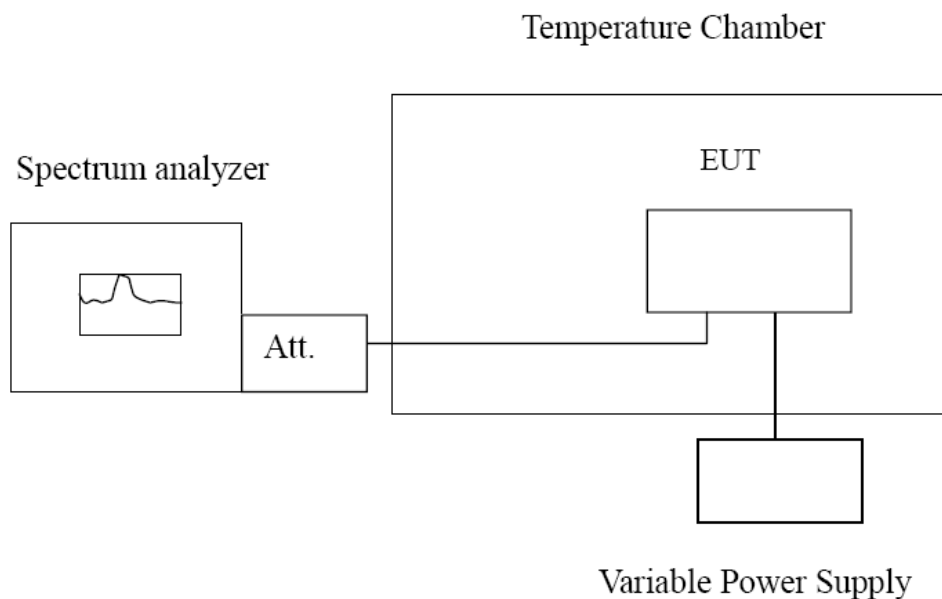 Temperature Chamber
Spectrum analyzer
EUT
Att.
Variable Power Supply